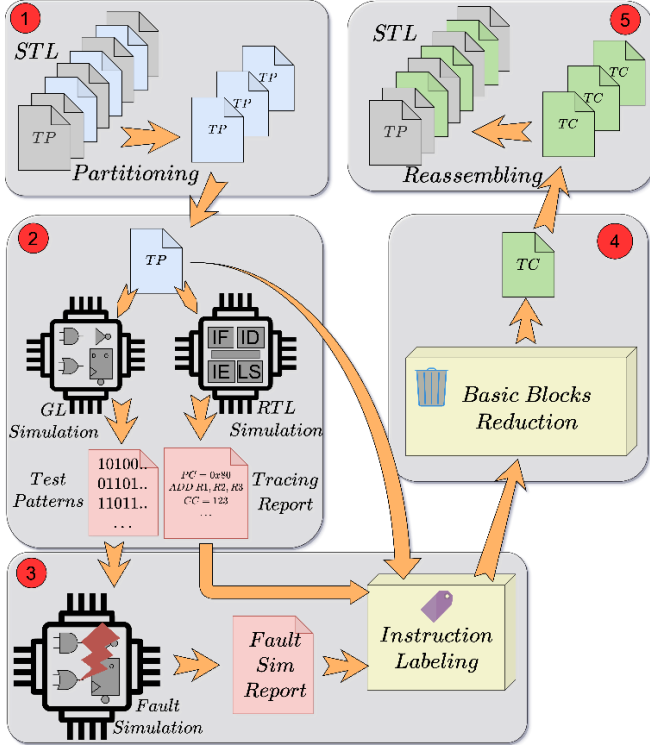 1
STL
TP
TP
TP
TP
Partitioning
5
STL
TP
TC
TC
TC
Reassembling
2
TP
GL
Simulation
IF ID
IE LS
RTL
Simulation
Test
Patterns
10100..
01101..
11011..
...
PC = 0x80
ADD R1, R2, R3
CC = 123
...
Tracing
Report
3
Fault
Simulation
Fault
Sim
Report
Instruction
Labeling
4
TC
Basic Blocks
Reduction